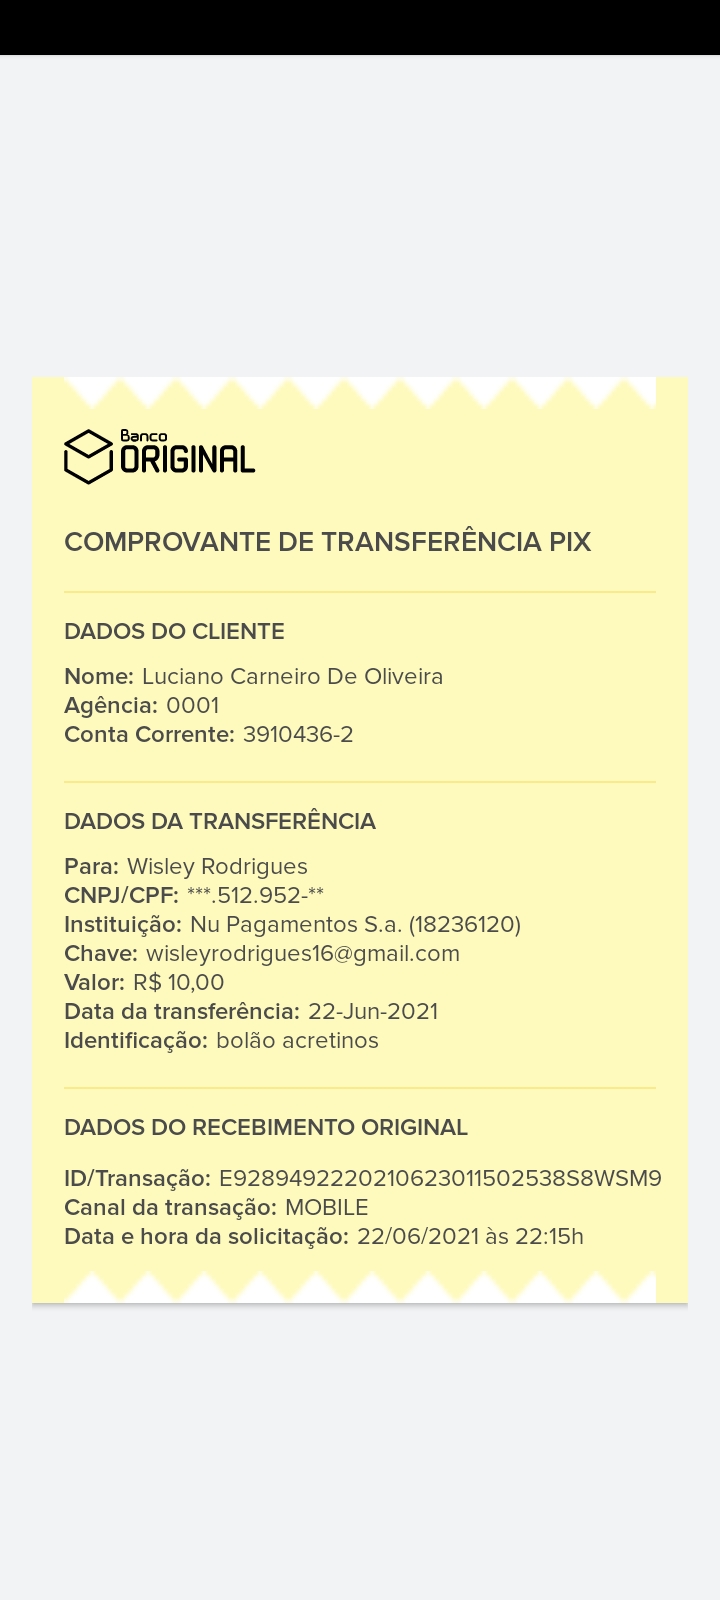 Banco
ORIGINAL
COMPROVANTE DE TRANSFERÊNCIA PIX
DADOS DO CLIENTE
Nome: Luciano Carneiro De Oliveira
Agência: 0001
Conta Corrente: 3910436-2
DADOS DA TRANSFERÊNCIA
Para: Wisley Rodrigues
CNPJ/CPF: ***.512.952-**
Instituição: Nu Pagamentos S.a. (18236120)
Chave: wisleyrodrigues16@gmail.com
Valor: R$ 10,00
Data da transferência: 22-Jun-2021
Identificação: bolão acretinos
DADOS DO RECEBIMENTO ORIGINAL
ID/Transação: E9289492220210623011502538S8WSM9
Canal da transação: MOBILE
Data e hora da solicitação: 22/06/2021 às 22:15h